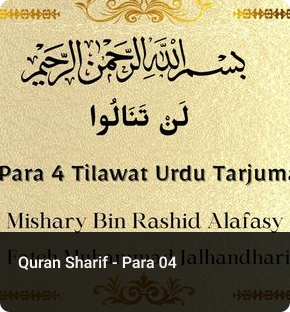 بسم الله الرحمن الرحيم
لَنْ تَنَالُوا
Para 4 Tilawat Urdu Tarjuma
Mishary Bin Rashid Alafasy
Jalhandhari
Quran Sharif - Para 04